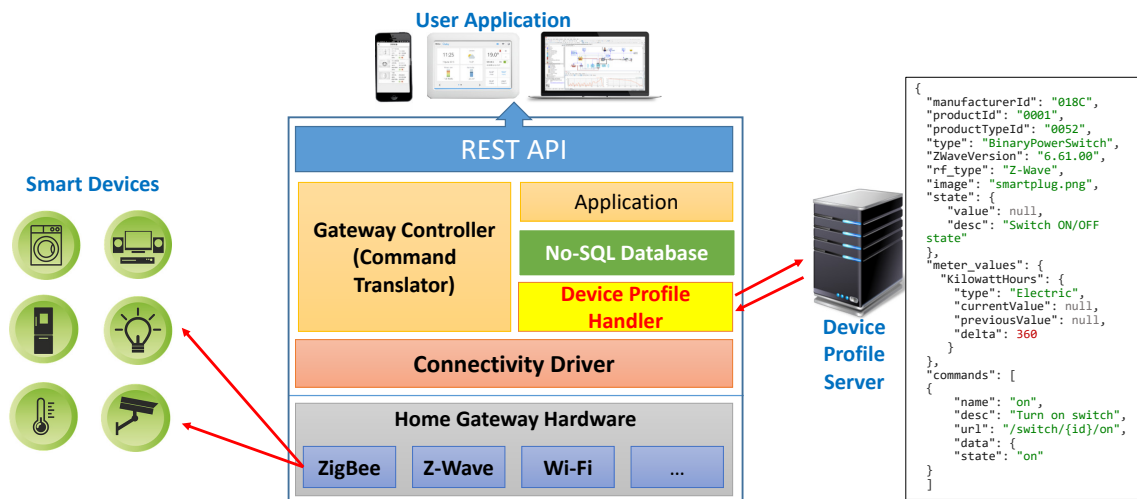 User Application
REST API
Smart Devices
Gateway Controller
(Command
Translator)
Application
No-SQL Database
Device Profile
Handler
Connectivity Driver
Home Gateway Hardware
ZigBee
Z-Wave
Wi-Fi
...
Device
Profile
Server
{
"manufacturerId": "018C",
"productId": "0001",
"productTypeId": "0052",
"type": "BinaryPowerSwitch",
"ZWaveVersion": "6.61.00",
"rf_type": "Z-Wave",
"image": "smartplug.png",
"state": {
"value": null,
"desc": "Switch ON/OFF
state"
},
"meter_values": {
"KilowattHours": {
"type": "Electric",
"currentValue": null,
"previousValue": null,
"delta": 360
}
},
"commands": [
{
"name": "on",
"desc": "Turn on switch",
"url": "/switch/{id}/on",
"data": {
"state": "on"
}
]